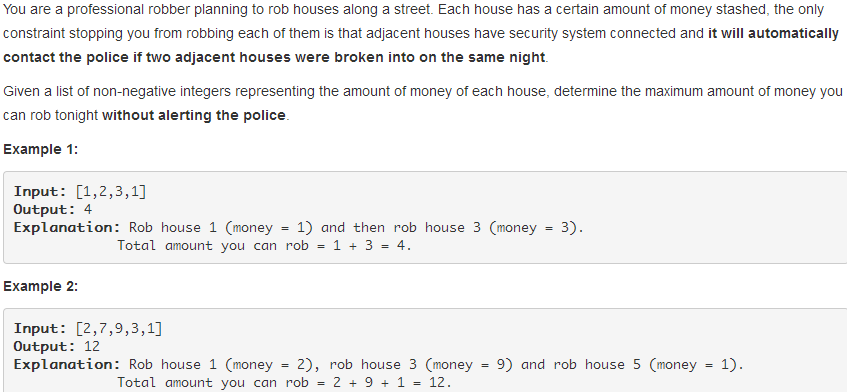 You are a professional robber planning to rob houses along a street. Each house has a certain amount of money stashed, the only
constraint stopping you from robbing each of them is that adjacent houses have security system connected and it will automatically
contact the police if two adjacent houses were broken into on the same night.
Given a list of non-negative integers representing the amount of money of each house, determine the maximum amount of money you
can rob tonight without alerting the police.
Example 1:
Input: [1,2,3,1]
Output: 4
Explanation: Rob house 1 (money = 1) and then rob house 3 (money = 3).
Total amount you can rob = 1 + 3 = 4.
Example 2:
Input: [2,7,9,3,1]
Output: 12
Explanation: Rob house 1 (money = 2), rob house 3 (money = 9) and rob house 5 (money = 1).
Total amount you can rob = 2 + 9 + 1 = 12.